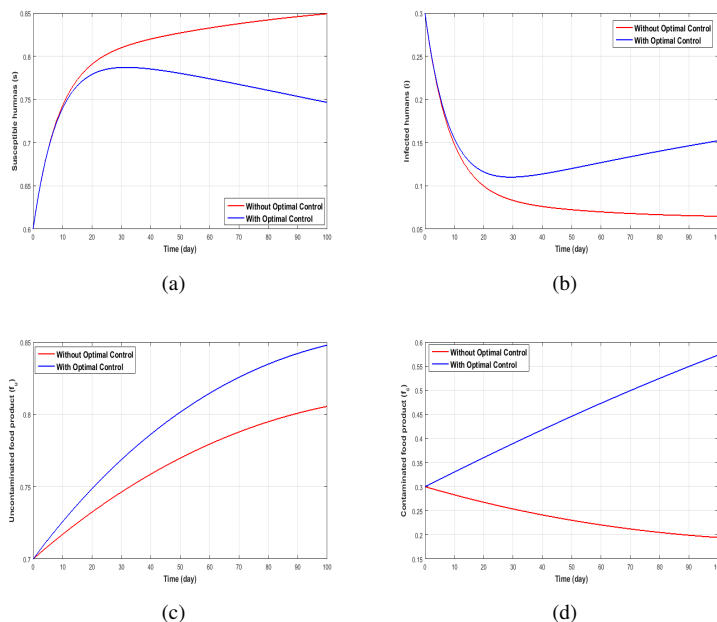 Susceptible humnas (s)
0.85
0.8
0.75
0.7
0.65
0.6
Without Optimal Control
With Optimal Control
0 10 20 30 40 50 60 70 80 90 100
Time (day)
(a)
Infected humans (i)
0.3
0.25
0.2
0.15
0.1
0.05
Without Optimal Control
With Optimal Control
0 10 20 30 40 50 60 70 80 90 100
Time (day)
(b)
Uncontaminated food product (fu)
0.85
0.8
0.75
0.7
Without Optimal Control
With Optimal Control
0 10 20 30 40 50 60 70 80 90 100
Time (day)
(c)
Contaminated food product (fc)
0.6
0.55
0.5
0.45
0.4
0.35
0.3
0.25
0.2
0.15
Without Optimal Control
With Optimal Control
0 10 20 30 40 50 60 70 80 90 100
Time (day)
(d)